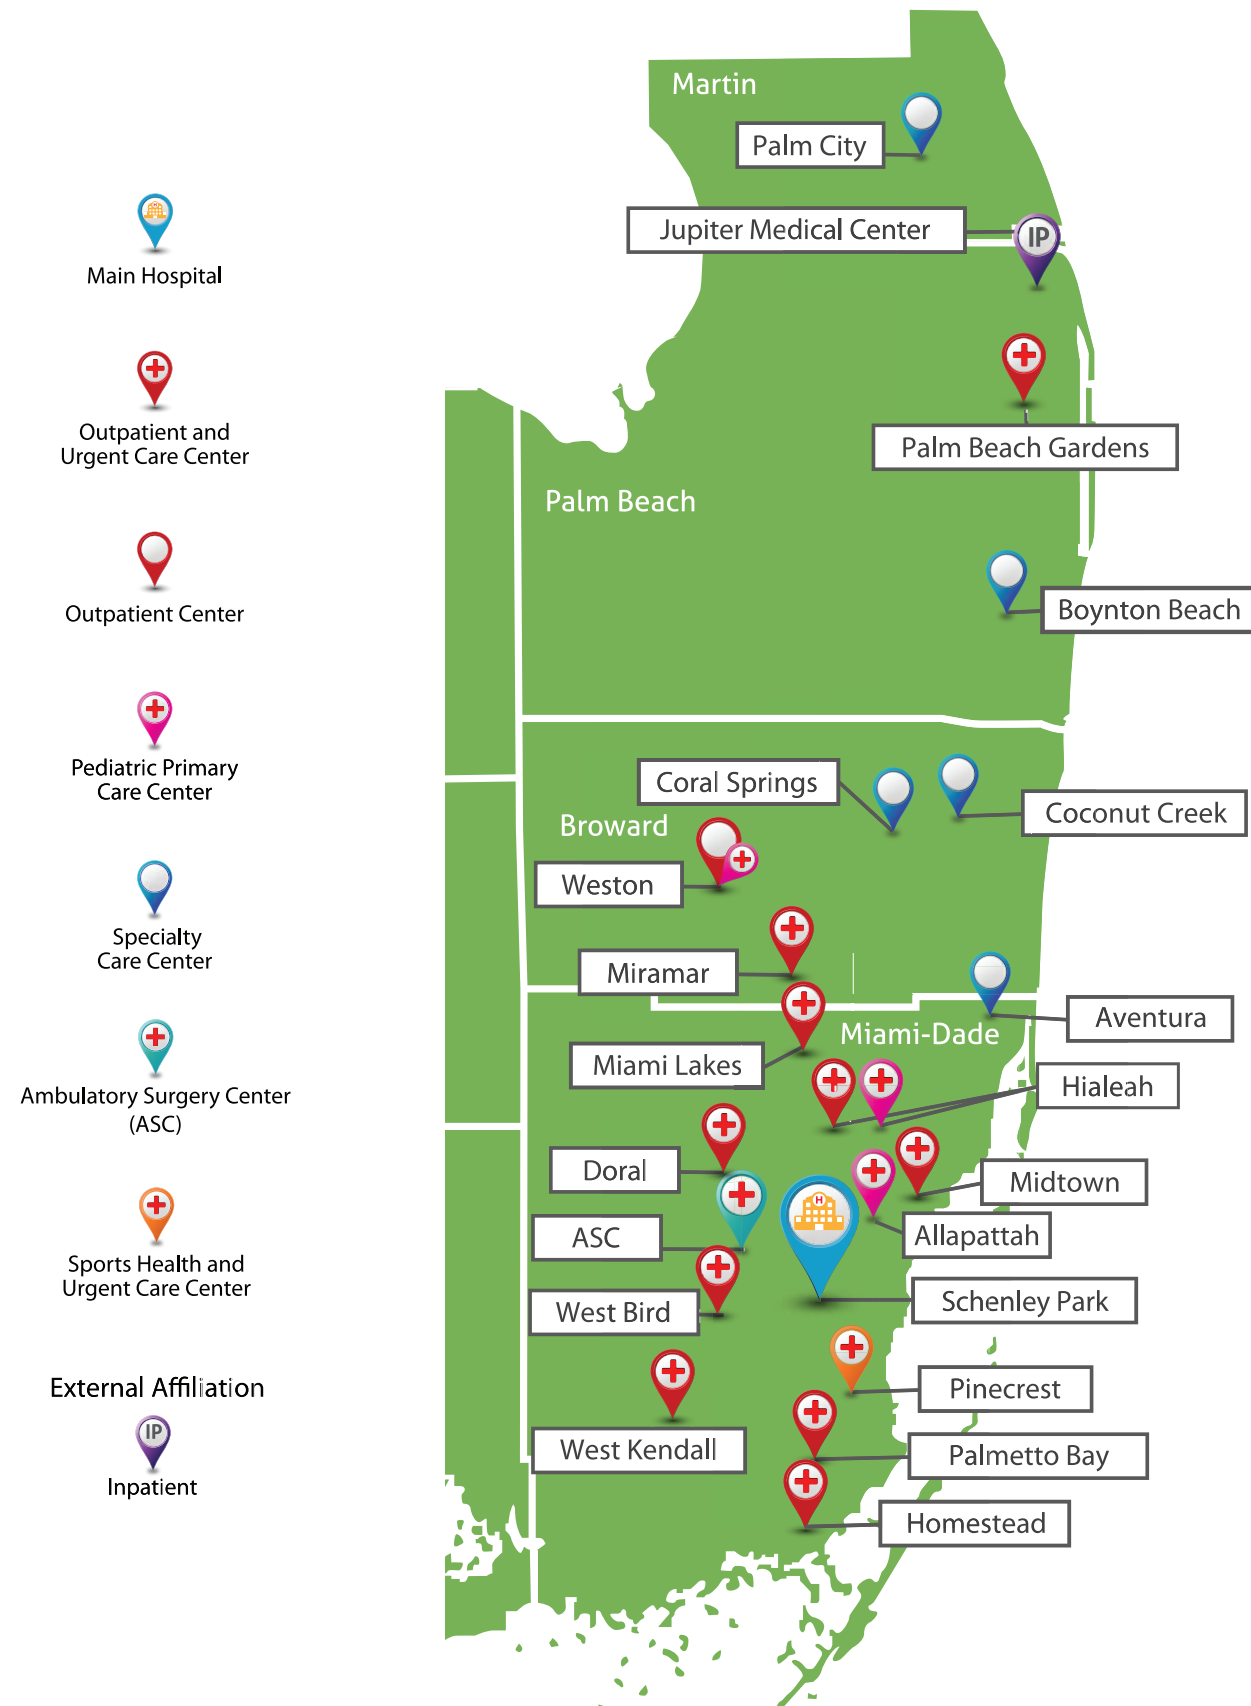 Main Hospital
Outpatient and
Urgent Care Center
Outpatient Center
Pediatric Primary
Care Center
Specialty
Care Center
Ambulatory Surgery Center
(ASC)
Sports Health and
Urgent Care Center
External Affiliation
IP
Inpatient
Martin
Palm City
Jupiter Medical Center
IP
Palm Beach Gardens
Palm Beach
Boynton Beach
Coral Springs
Coconut Creek
Broward
Weston
Miramar
Aventura
Miami-Dade
Miami Lakes
Hialeah
Doral
Midtown
H
ASC
Allapattah
West Bird
Schenley Park
Pinecrest
West Kendall
Palmetto Bay
Homestead